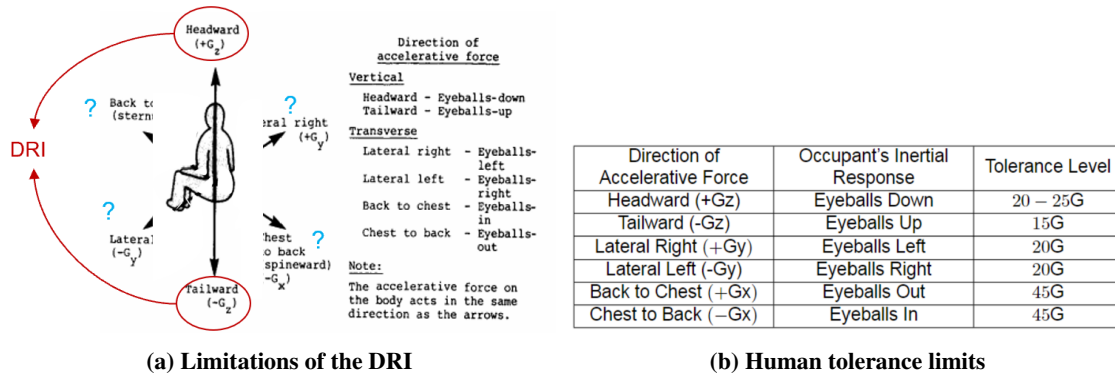 Headward
(+Gz)
DRI
?
Back to
(stern
?
eral right
(+Gy)
?
Lateral
(-Gy)
Chest
to back
spineward)
-Gx)
?
Tailward
(-Gz)
Direction of
accelerative force
Vertical
Headward - Eyeballs-down
Tailward - Eyeballs-up
Transverse
Lateral right - Eyeballs-
left
Lateral left - Eyeballs-
right
Back to chest - Eyeballs-
in
Chest to back - Eyeballs-
out
Note:
The accelerative force on
the body acts in the same
direction as the arrows.
(a) Limitations of the DRI
Direction of Accelerative Force | Occupant's Inertial Response | Tolerance Level
Headward (+Gz) | Eyeballs Down | 20 − 25G
Tailward (-Gz) | Eyeballs Up | 15G
Lateral Right (+Gy) | Eyeballs Left | 20G
Lateral Left (-Gy) | Eyeballs Right | 20G
Back to Chest (+Gx) | Eyeballs Out | 45G
Chest to Back (−Gx) | Eyeballs In | 45G
(b) Human tolerance limits